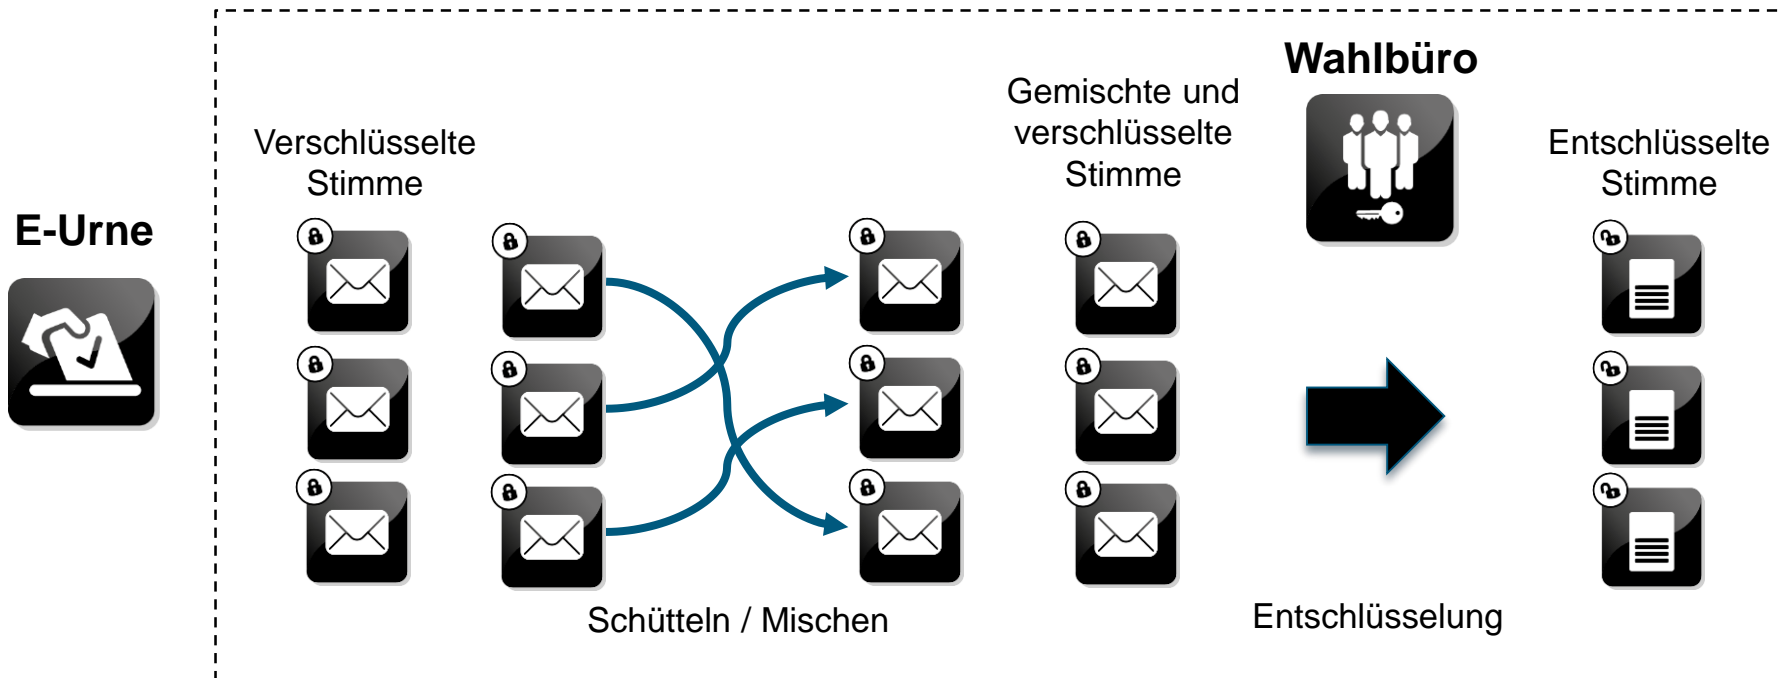 E-Urne
Verschlüsselte
Stimme
Schütteln / Mischen
Gemischte und
verschlüsselte
Stimme
Wahlbüro
Entschlüsselung
Entschlüsselte
Stimme